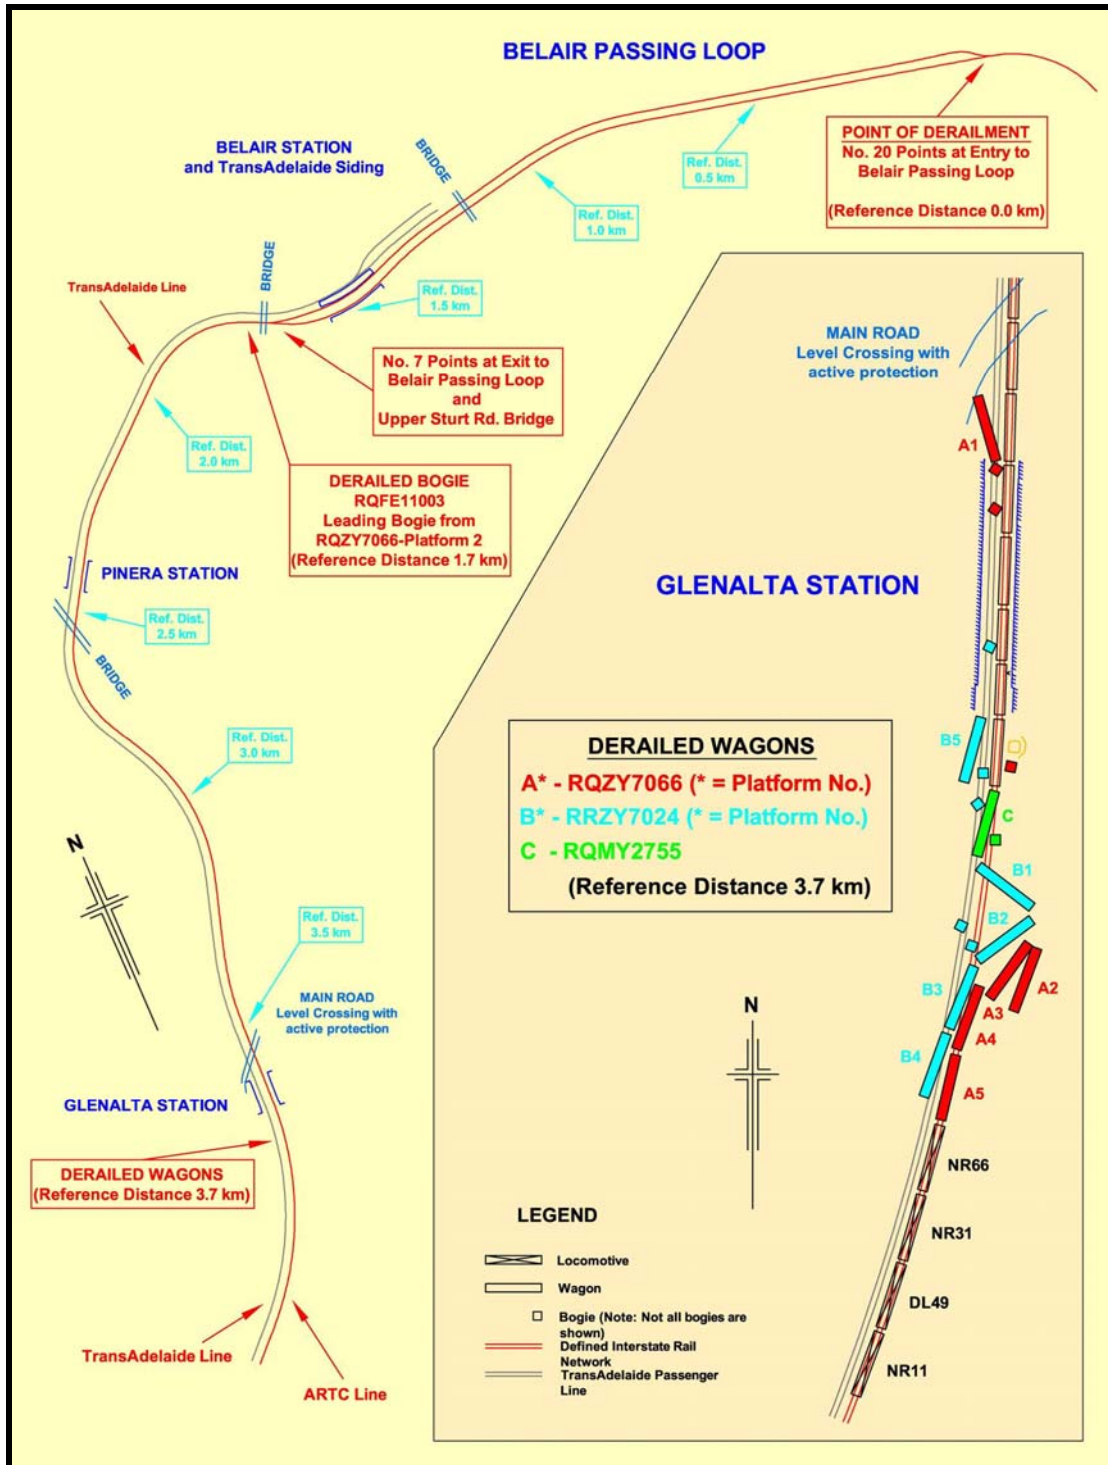 BELAIR PASSING LOOP
BELAIR STATION
and TransAdelaide Siding
BRIDGE
Ref. Dist.
0.5 km
POINT OF DERAILMENT
No. 20 Points at Entry to
Belair Passing Loop
(Reference Distance 0.0 km)
Ref. Dist.
1.0 km
BRIDGE
TransAdelaide Line
Ref. Dist.
1.5 km
No. 7 Points at Exit to
Belair Passing Loop
and
Upper Sturt Rd. Bridge
Ref. Dist.
2.0 km
DERAILED BOGIE
RQFE11003
Leading Bogie from
RQZY7066-Platform 2
(Reference Distance 1.7 km)
PINERA STATION
Ref. Dist.
2.5 km
BRIDGE
Ref. Dist.
3.0 km
N
Ref. Dist.
3.5 km
MAIN ROAD
Level Crossing with
active protection
GLENALTA STATION
DERAILED WAGONS
(Reference Distance 3.7 km)
TransAdelaide Line
ARTC Line
MAIN ROAD
Level Crossing with
active protection
A1
GLENALTA STATION
DERAILED WAGONS
A* - RQZY7066 (* = Platform No.)
B* - RRZY7024 (* = Platform No.)
C - RQMY2755
(Reference Distance 3.7 km)
B5
C
B1
B2
B3
A2
A3
A4
B4
A5
N
NR66
NR31
DL49
NR11
LEGEND
Locomotive
Wagon
Bogie (Note: Not all bogies are
shown)
Defined Interstate Rail
Network
TransAdelaide Passenger
Line